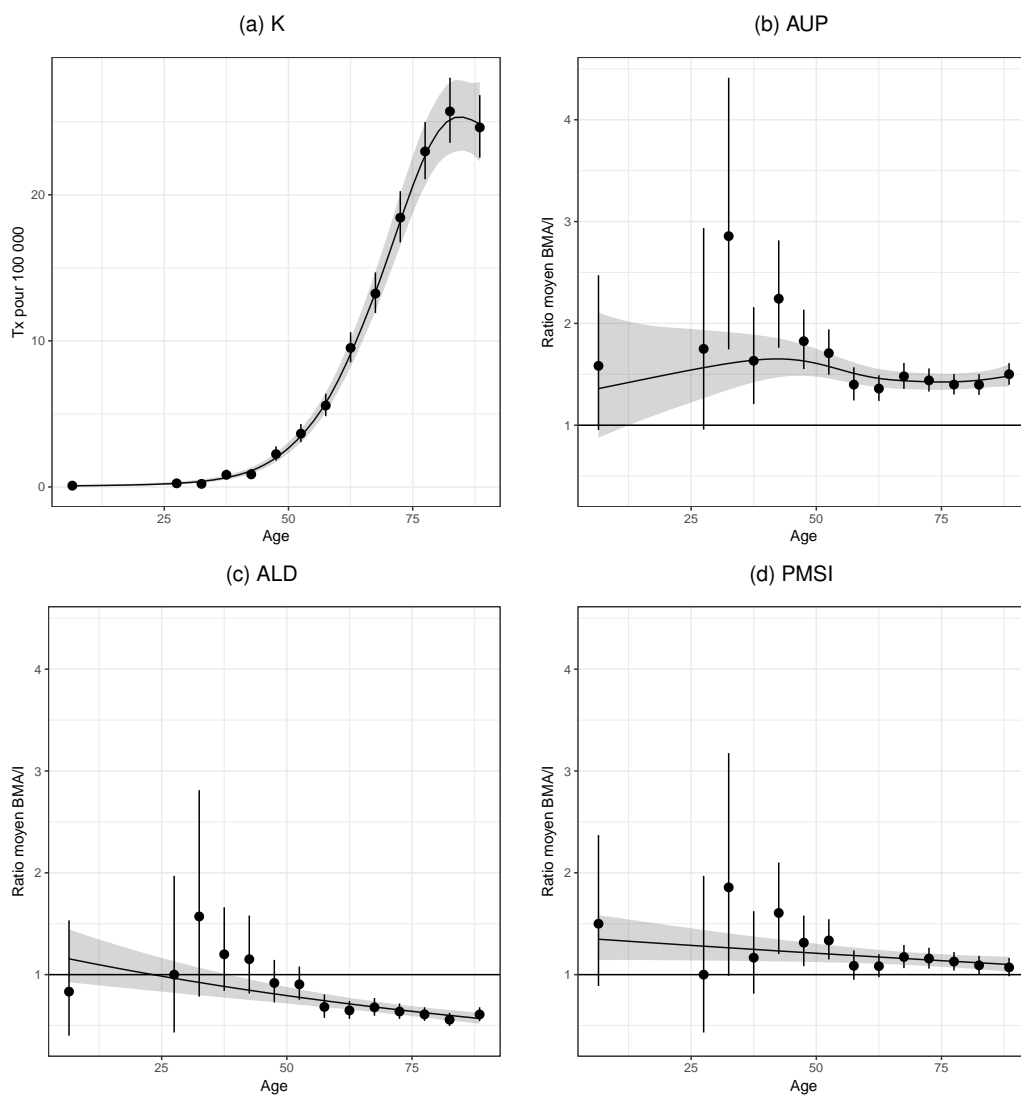 (a) K
Tx pour 100 000
20
10
0
25
50
75
Age
(b) AUP
Ratio moyen BMA/I
4
3
2
1
25
50
75
Age
(c) ALD
Ratio moyen BMA/I
4
3
2
1
25
50
75
Age
(d) PMSI
Ratio moyen BMA/I
4
3
2
1
25
50
75
Age